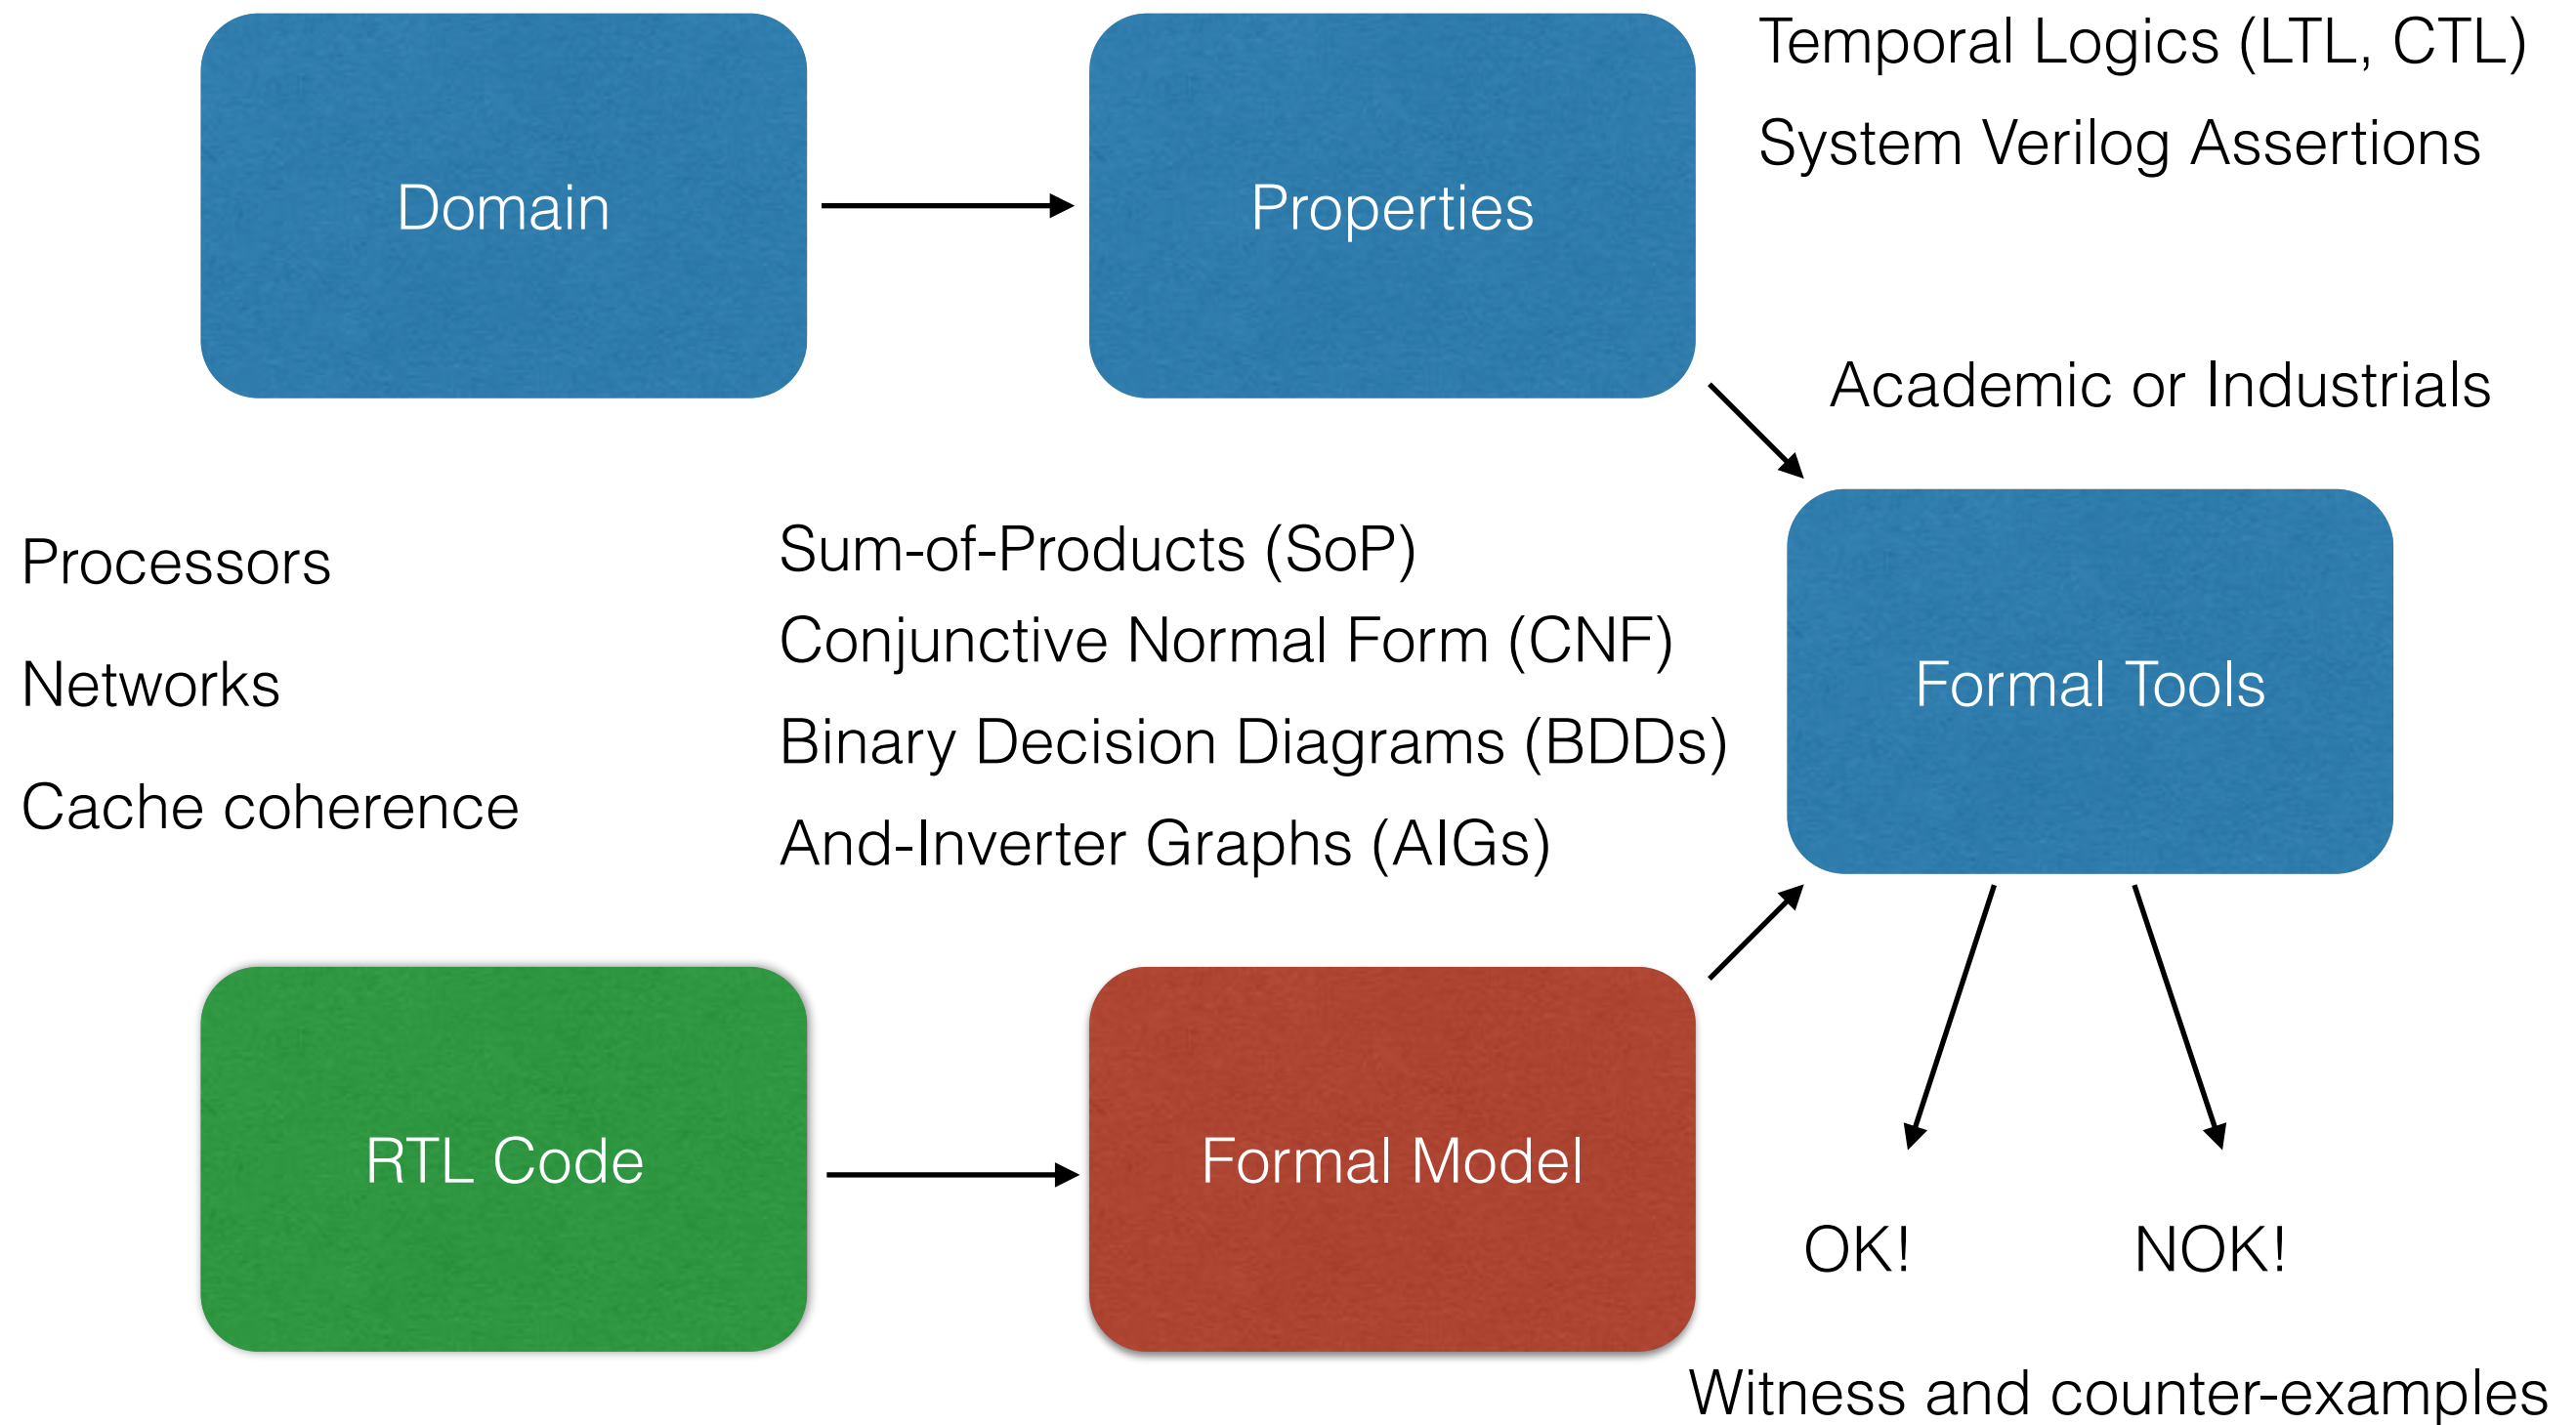 Domain
Properties
Temporal Logics (LTL, CTL)
System Verilog Assertions
Academic or Industrials
Processors
Networks
Cache coherence
Sum-of-Products (SoP)
Conjunctive Normal Form (CNF)
Binary Decision Diagrams (BDDs)
And-Inverter Graphs (AIGs)
Formal Tools
RTL Code
Formal Model
OK!
NOK!
Witness and counter-examples